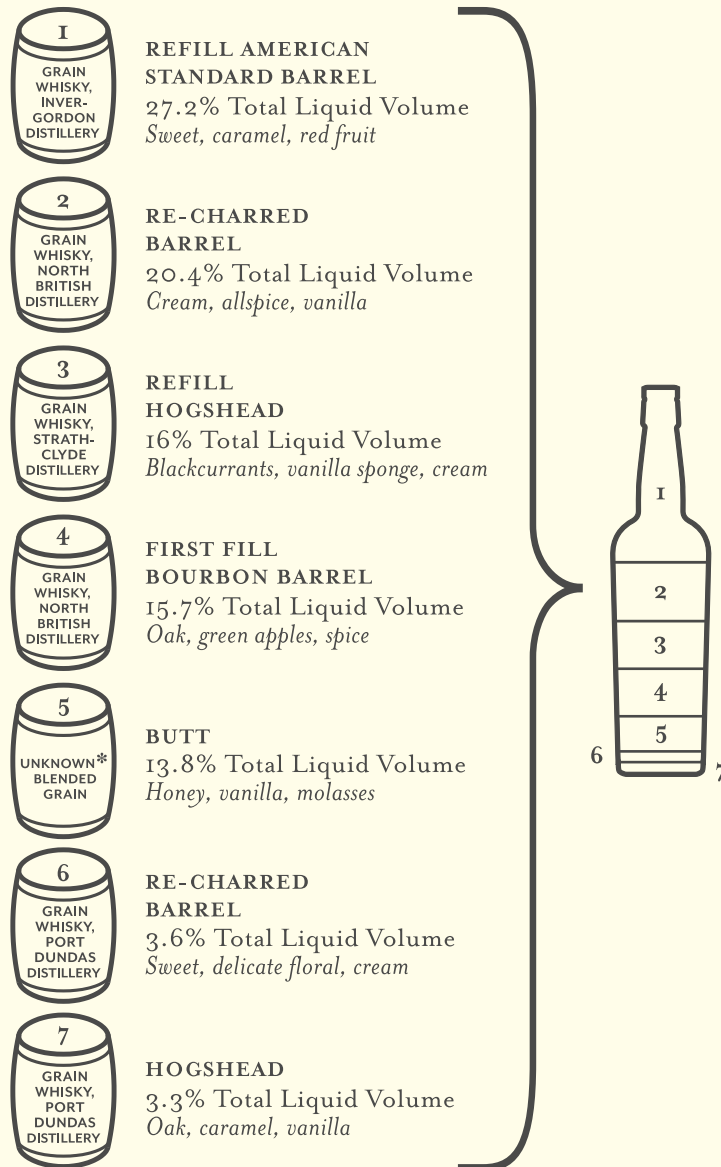 1
GRAIN
WHISKY,
INVER-
GORDON
DISTILLERY
REFILL AMERICAN
STANDARD BARREL
27.2% Total Liquid Volume
Sweet, caramel, red fruit
2
GRAIN
WHISKY,
NORTH
BRITISH
DISTILLERY
RE-CHARRED
BARREL
20.4% Total Liquid Volume
Cream, allspice, vanilla
3
GRAIN
WHISKY,
STRATH-
CLYDE
DISTILLERY
REFILL
HOGSHEAD
16% Total Liquid Volume
Blackcurrants, vanilla sponge, cream
4
GRAIN
WHISKY,
NORTH
BRITISH
DISTILLERY
FIRST FILL
BOURBON BARREL
15.7% Total Liquid Volume
Oak, green apples, spice
5
UNKNOWN*
BLENDED
GRAIN
BUTT
13.8% Total Liquid Volume
Honey, vanilla, molasses
6
GRAIN
WHISKY,
PORT
DUNDAS
DISTILLERY
RE-CHARRED
BARREL
3.6% Total Liquid Volume
Sweet, delicate floral, cream
7
GRAIN
WHISKY,
PORT
DUNDAS
DISTILLERY
HOGSHEAD
3.3% Total Liquid Volume
Oak, caramel, vanilla
1
2
3
4
5
6
7